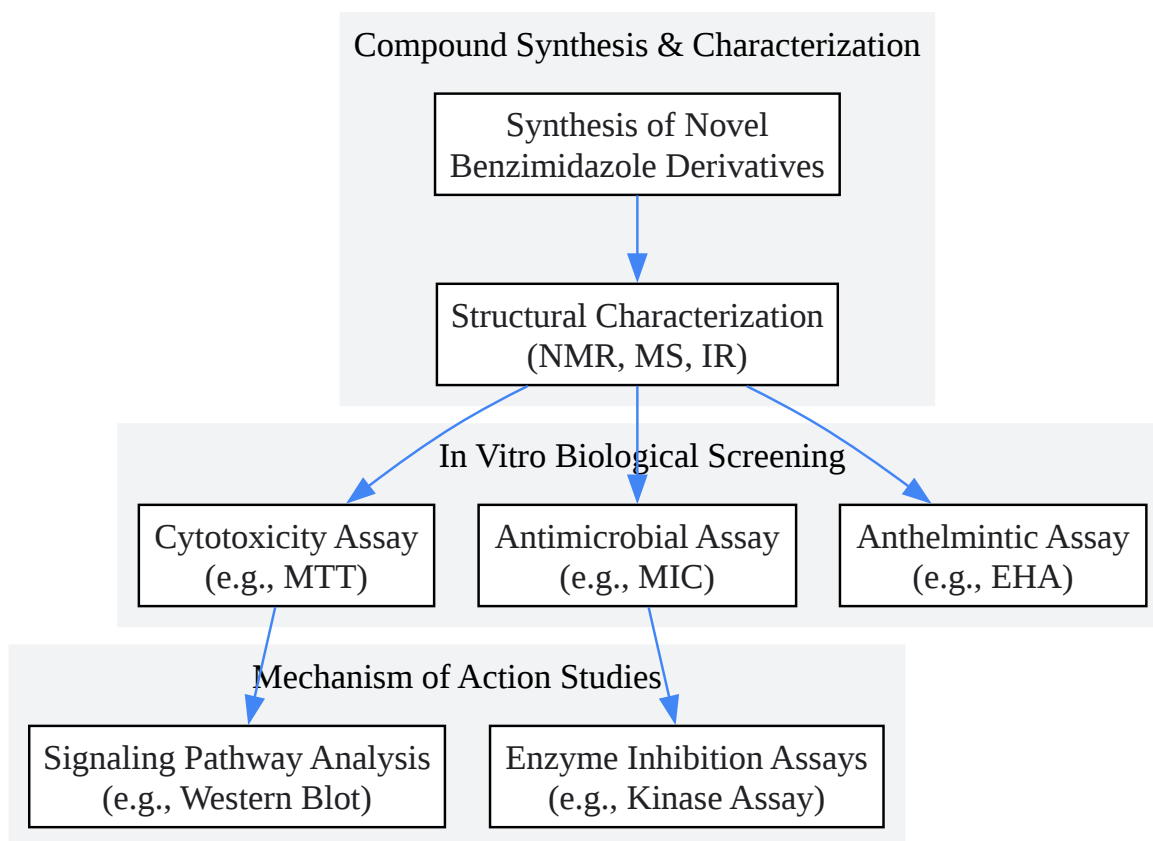 Compound Synthesis & Characterization
Synthesis of Novel
Benzimidazole Derivatives
Structural Characterization
(NMR, MS, IR)
In Vitro Biological Screening
Cytotoxicity Assay
(e.g., MTT)
Antimicrobial Assay
(e.g., MIC)
Anthelmintic Assay
(e.g., EHA)
Mechanism of Action Studies
Signaling Pathway Analysis
(e.g., Western Blot)
Enzyme Inhibition Assays
(e.g., Kinase Assay)